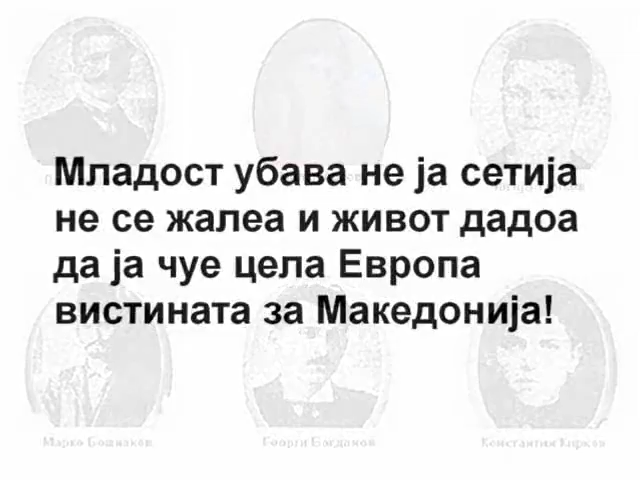 Младост убава не ја сетија
не се жалеа и живот дадоа
да ја чуе цела Европа
вистината за Македонија!
Марко Бошнаков
Георги Богданов
Константин Кирков